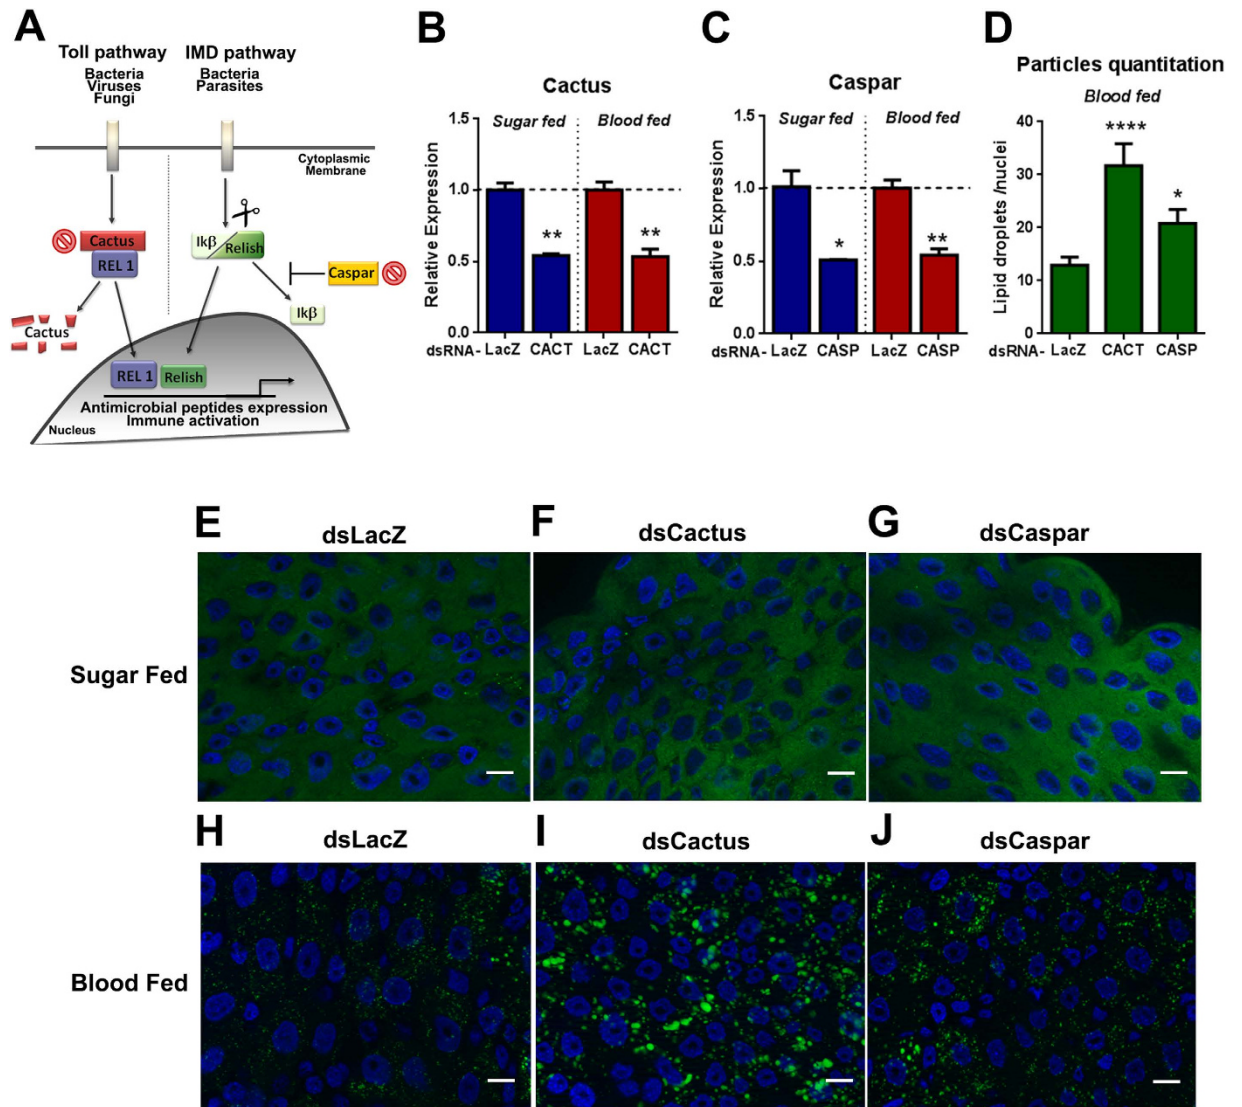 A
Toll pathway
IMD pathway
Bacteria
Viruses
Fungi
Bacteria
Parasites
Cytoplasmic
Membrane
Cactus
REL 1
Ikβ
Relish
Caspar
Ikβ
Cactus
REL 1
Relish
Antimicrobial peptides expression
Immune activation
Nucleus
B
Cactus
Sugar fed
Blood fed
Relative Expression
1.5
1.0
0.5
0.0
**
**
dsRNA- LacZ CACT LacZ CACT
C
Caspar
Sugar fed
Blood fed
Relative Expression
1.5
1.0
0.5
0.0
*
**
dsRNA- LacZ CASP LacZ CASP
D
Particles quantitation
Blood fed
Lipid droplets /nuclei
40
30
20
10
0
****
*
dsRNA- LacZ CACT CASP
E
dsLacZ
F
dsCactus
G
dsCaspar
Sugar Fed
H
dsLacZ
I
dsCactus
J
dsCaspar
Blood Fed